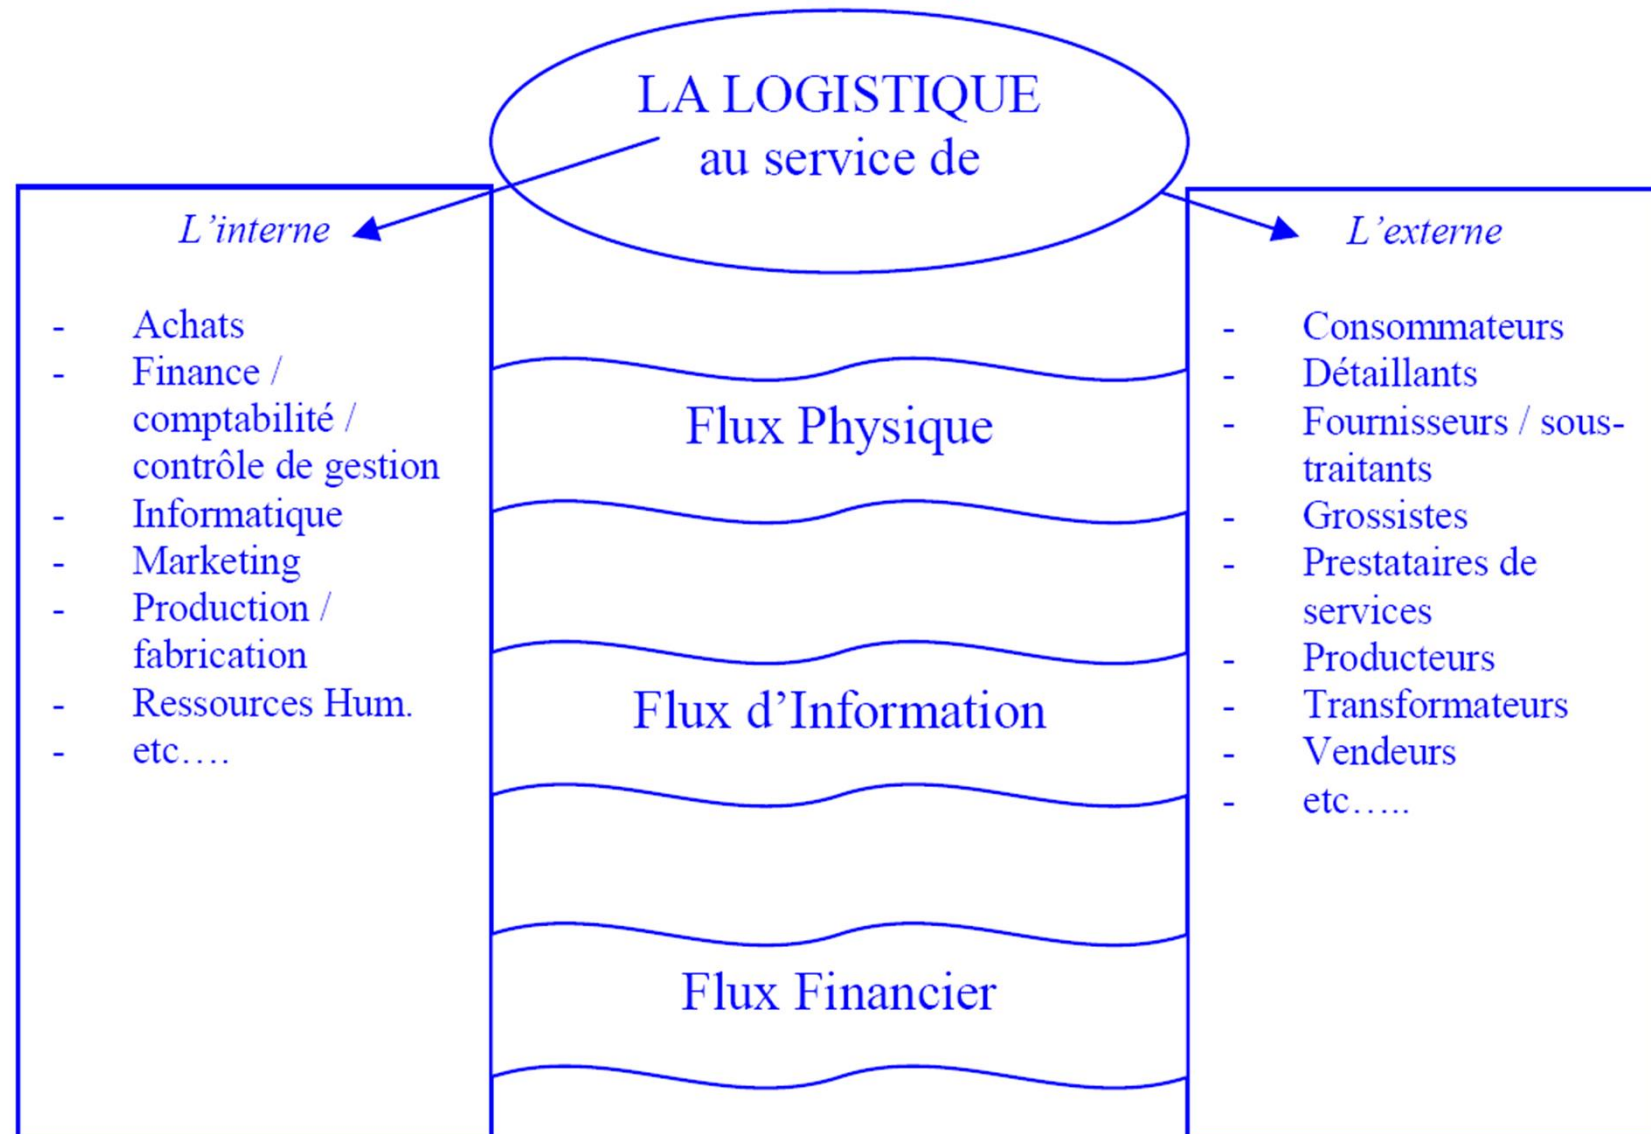 LA LOGISTIQUE
au service de
L’interne
- Achats
- Finance /
comptabilité /
contrôle de gestion
- Informatique
- Marketing
- Production /
fabrication
- Ressources Hum.
- etc….
Flux Physique
Flux d’Information
Flux Financier
L’externe
- Consommateurs
- Détaillants
- Fournisseurs / sous-
traitants
- Grossistes
- Prestataires de
services
- Producteurs
- Transformateurs
- Vendeurs
- etc…..